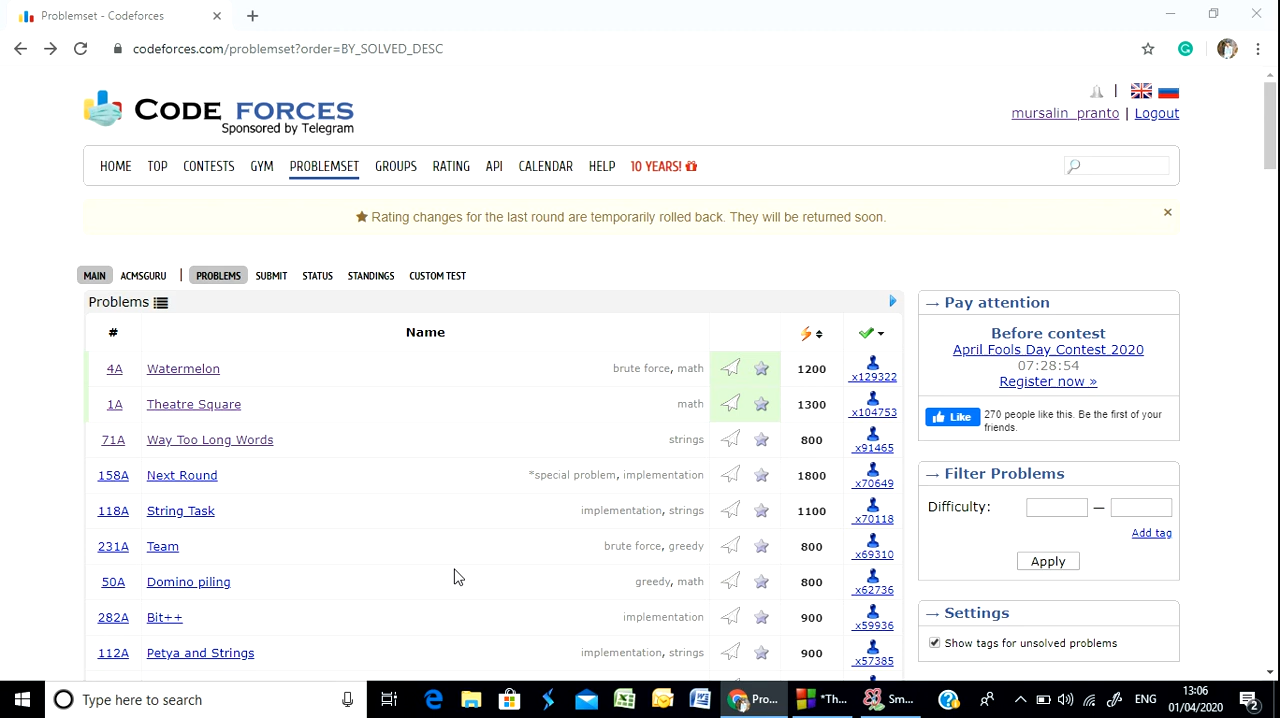 Problemset - Codeforces
codeforces.com/problemset?order=BY_SOLVED_DESC
CODE FORCES
Sponsored by Telegram
mursalin_pranto | Logout
HOME TOP CONTESTS GYM PROBLEMSET GROUPS RATING API CALENDAR HELP 10 YEARS!
Rating changes for the last round are temporarily rolled back. They will be returned soon.
MAIN ACMSGURU | PROBLEMS SUBMIT STATUS STANDINGS CUSTOM TEST
Problems
# Name
4A Watermelon brute force, math 1200 x129322
1A Theatre Square math 1300 x104753
71A Way Too Long Words strings 800 x91465
158A Next Round *special problem, implementation 1800 x70649
118A String Task implementation, strings 1100 x70118
231A Team brute force, greedy 800 x69310
50A Domino piling greedy, math 800 x62736
282A Bit++ implementation 900 x59936
112A Petya and Strings implementation, strings 900 x57385
→ Pay attention
Before contest
April Fools Day Contest 2020
07:28:54
Register now »
Like 270 people like this. Be the first of your
friends.
→ Filter Problems
Difficulty: —
Add tag
Apply
→ Settings
Show tags for unsolved problems
Type here to search
Pro... *Th... Sm... ENG 13:06
01/04/2020
2